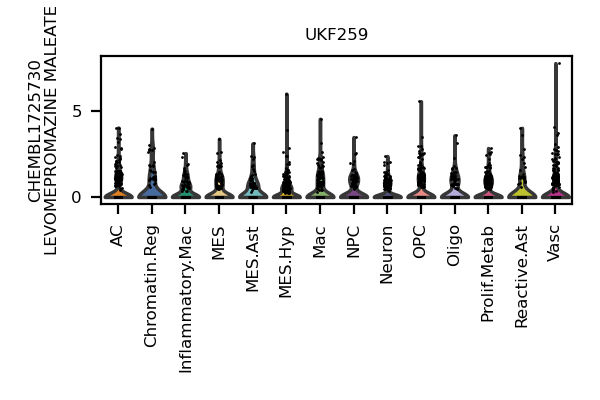 UKF259
CHEMBL1725730
LEVOMEPROMAZINE MALEATE
5
0
AC
Chromatin.Reg
Inflammatory.Mac
MES
MES.Ast
MES.Hyp
Mac
NPC
Neuron
OPC
Oligo
Prolif.Metab
Reactive.Ast
Vasc